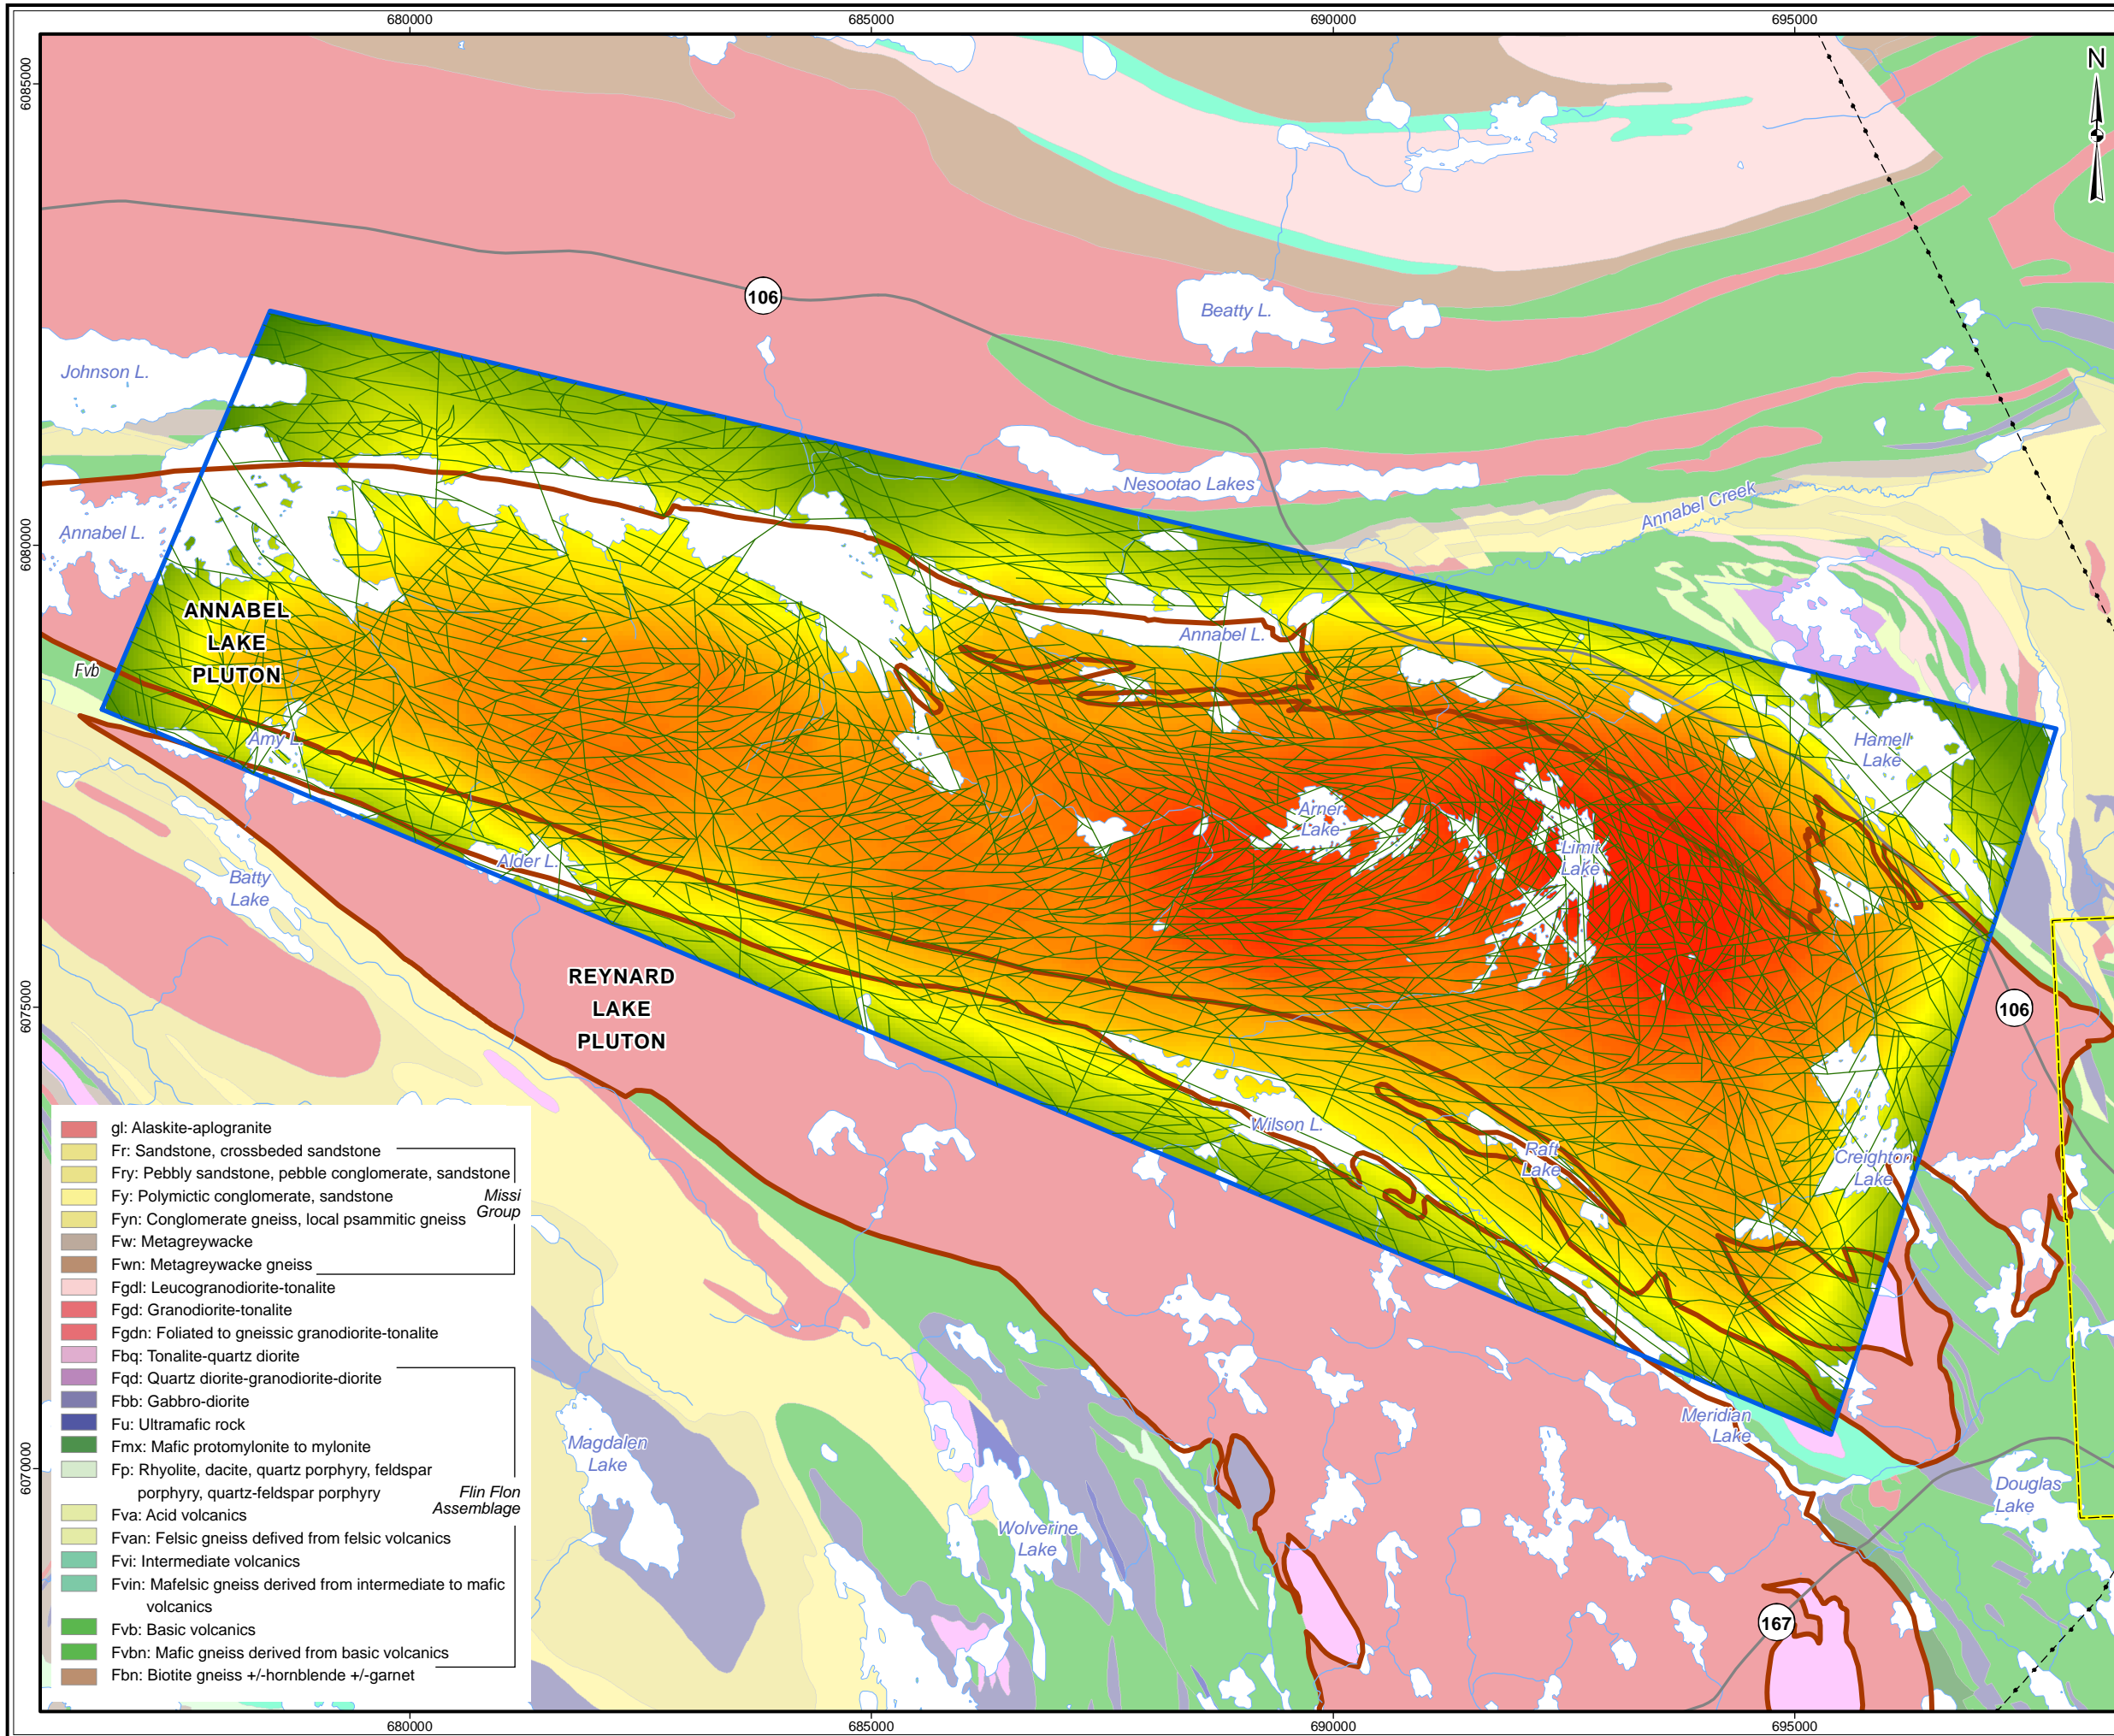 680000
685000
690000
695000
N
6085000
106
Beatty L.
Johnson L.
Nesootao Lakes
Annabel Creek
6080000
Annabel L.
ANNABEL
LAKE
PLUTON
Annabel L.
Fvb
Amy L.
Hamell
Lake
Arner
Lake
Limit
Lake
Alder L.
Batty
Lake
REYNARD
LAKE
PLUTON
6075000
106
Wilson L.
Raft
Lake
Creighton
Lake
gl: Alaskite-aplogranite
Fr: Sandstone, crossbeded sandstone
Fry: Pebbly sandstone, pebble conglomerate, sandstone
Fy: Polymictic conglomerate, sandstone
Missi
Group
Fyn: Conglomerate gneiss, local psammitic gneiss
Fw: Metagreywacke
Fwn: Metagreywacke gneiss
Fgdl: Leucogranodiorite-tonalite
Fgd: Granodiorite-tonalite
Fgdn: Foliated to gneissic granodiorite-tonalite
Fbq: Tonalite-quartz diorite
Fqd: Quartz diorite-granodiorite-diorite
Fbb: Gabbro-diorite
Fu: Ultramafic rock
Fmx: Mafic protomylonite to mylonite
Fp: Rhyolite, dacite, quartz porphyry, feldspar
porphyry, quartz-feldspar porphyry
Flin Flon
Assemblage
Fva: Acid volcanics
Fvan: Felsic gneiss defived from felsic volcanics
Fvi: Intermediate volcanics
Fvin: Mafelsic gneiss derived from intermediate to mafic
volcanics
Fvb: Basic volcanics
Fvbn: Mafic gneiss derived from basic volcanics
Fbn: Biotite gneiss +/-hornblende +/-garnet
Meridian
Lake
Magdalen
Lake
6070000
Douglas
Lake
Wolverine
Lake
167
680000
685000
690000
695000